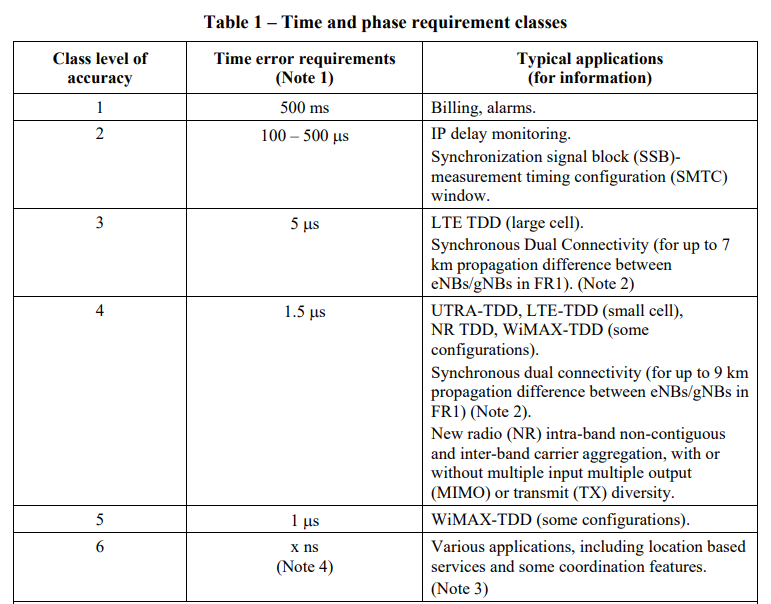 Table 1 – Time and phase requirement classes
Class level of
accuracy
Time error requirements
(Note 1)
Typical applications
(for information)
1
500 ms
Billing, alarms.
2
100 – 500 μs
IP delay monitoring.
Synchronization signal block (SSB)-
measurement timing configuration (SMTC)
window.
3
5 μs
LTE TDD (large cell).
Synchronous Dual Connectivity (for up to 7
km propagation difference between
eNBs/gNBs in FR1). (Note 2)
4
1.5 μs
UTRA-TDD, LTE-TDD (small cell),
NR TDD, WiMAX-TDD (some
configurations).
Synchronous dual connectivity (for up to 9 km
propagation difference between eNBs/gNBs in
FR1) (Note 2).
New radio (NR) intra-band non-contiguous
and inter-band carrier aggregation, with or
without multiple input multiple output
(MIMO) or transmit (TX) diversity.
5
1 μs
WiMAX-TDD (some configurations).
6
x ns
(Note 4)
Various applications, including location based
services and some coordination features.
(Note 3)